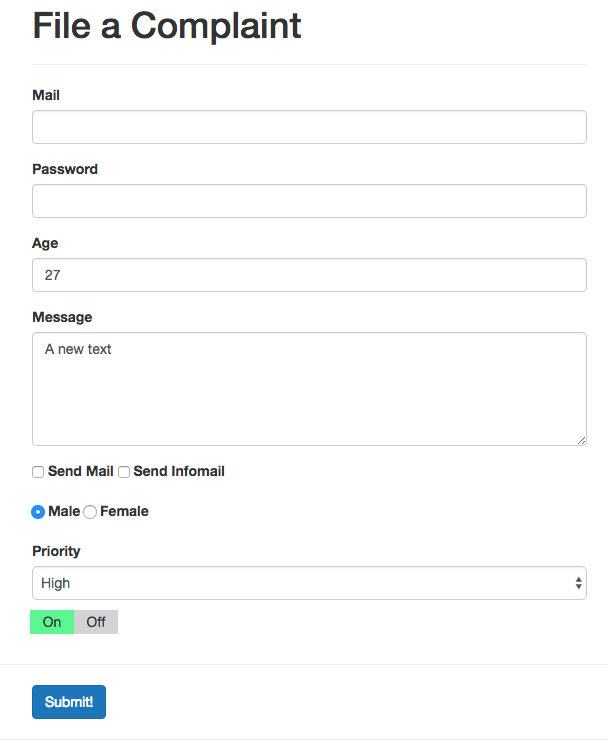 File a Complaint
Mail
Password
Age
27
Message
A new text
Send Mail Send Infomail
Male Female
Priority
High
On Off
Submit!